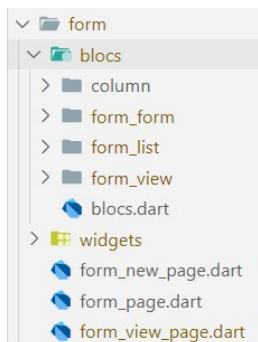 form
blocs
column
form_form
form_list
form_view
blocs.dart
widgets
form_new_page.dart
form_page.dart
form_view_page.dart